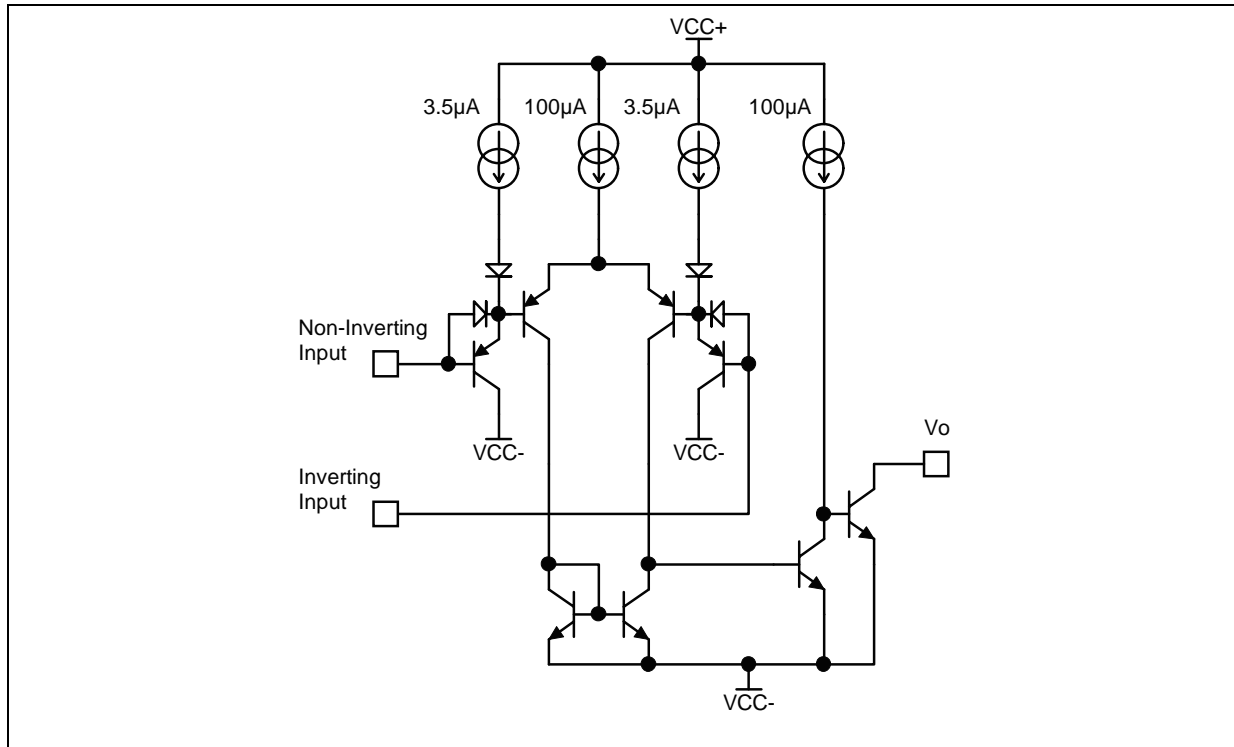 VCC+
3.5µA
100µA
3.5µA
100µA
Non-Inverting
Input
VCC-
VCC-
Vo
Inverting
Input
VCC-